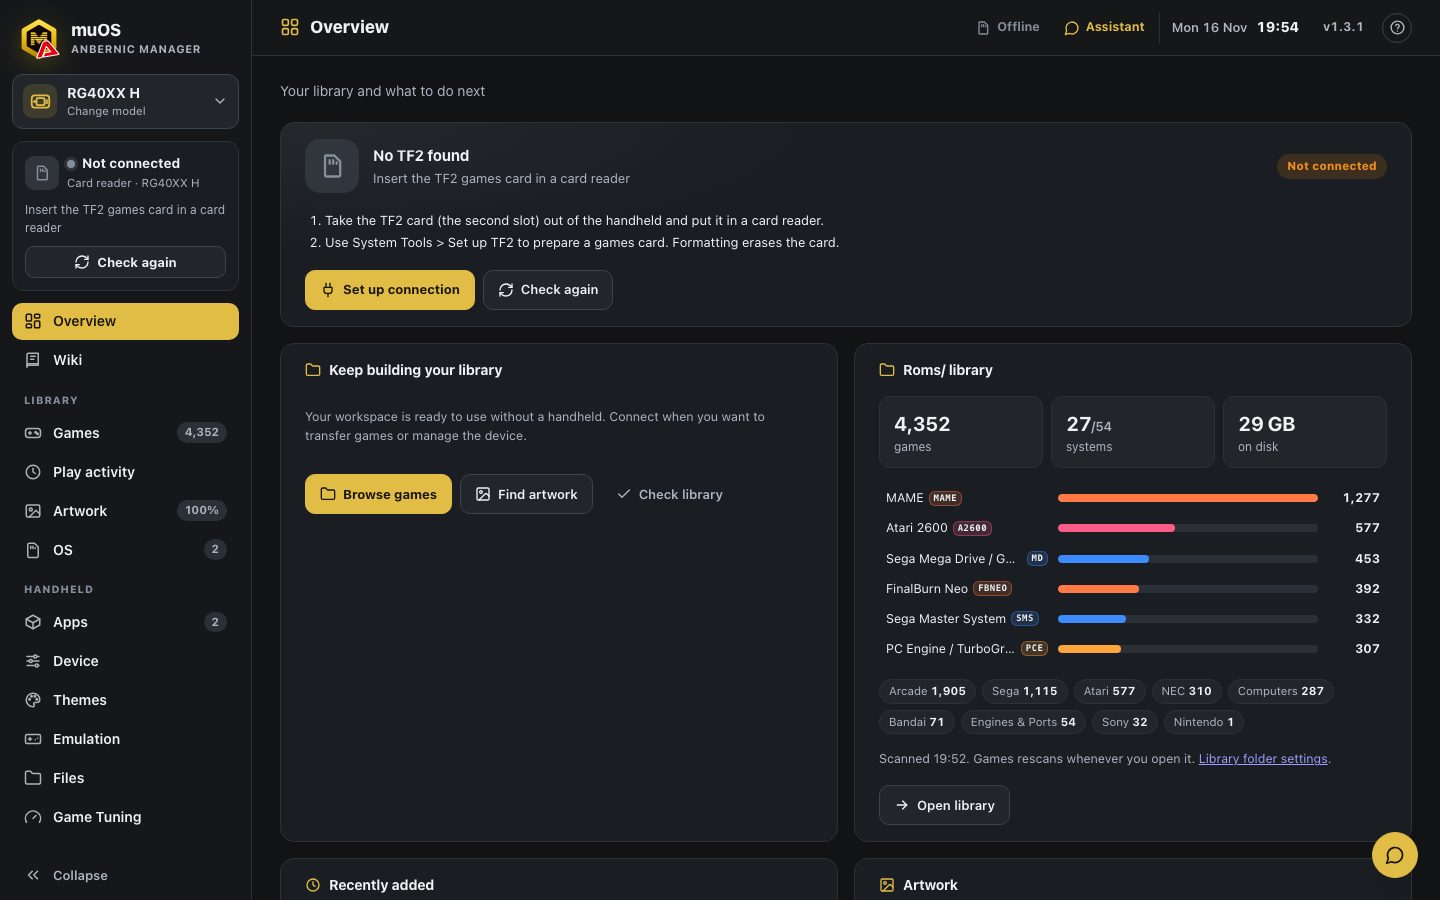 muOS
ANBERNIC MANAGER
RG40XX H
Change model
Not connected
Card reader · RG40XX H
Insert the TF2 games card in a card
reader
Check again
Overview
Wiki
LIBRARY
Games 4,352
Play activity
Artwork 100%
OS 2
HANDHELD
Apps 2
Device
Themes
Emulation
Files
Game Tuning
Collapse
Overview
Offline Assistant Mon 16 Nov 19:54 v1.3.1
Your library and what to do next
No TF2 found
Insert the TF2 games card in a card reader
Not connected
1. Take the TF2 card (the second slot) out of the handheld and put it in a card reader.
2. Use System Tools > Set up TF2 to prepare a games card. Formatting erases the card.
Set up connection Check again
Keep building your library
Your workspace is ready to use without a handheld. Connect when you want to
transfer games or manage the device.
Browse games Find artwork Check library
Roms/ library
4,352 27/54 29 GB
games systems on disk
MAME MAME 1,277
Atari 2600 A2600 577
Sega Mega Drive / G... MD 453
FinalBurn Neo FBNEO 392
Sega Master System SMS 332
PC Engine / TurboGr... PCE 307
Arcade 1,905 Sega 1,115 Atari 577 NEC 310 Computers 287
Bandai 71 Engines & Ports 54 Sony 32 Nintendo 1
Scanned 19:52. Games rescans whenever you open it. Library folder settings.
Open library
Recently added
Artwork